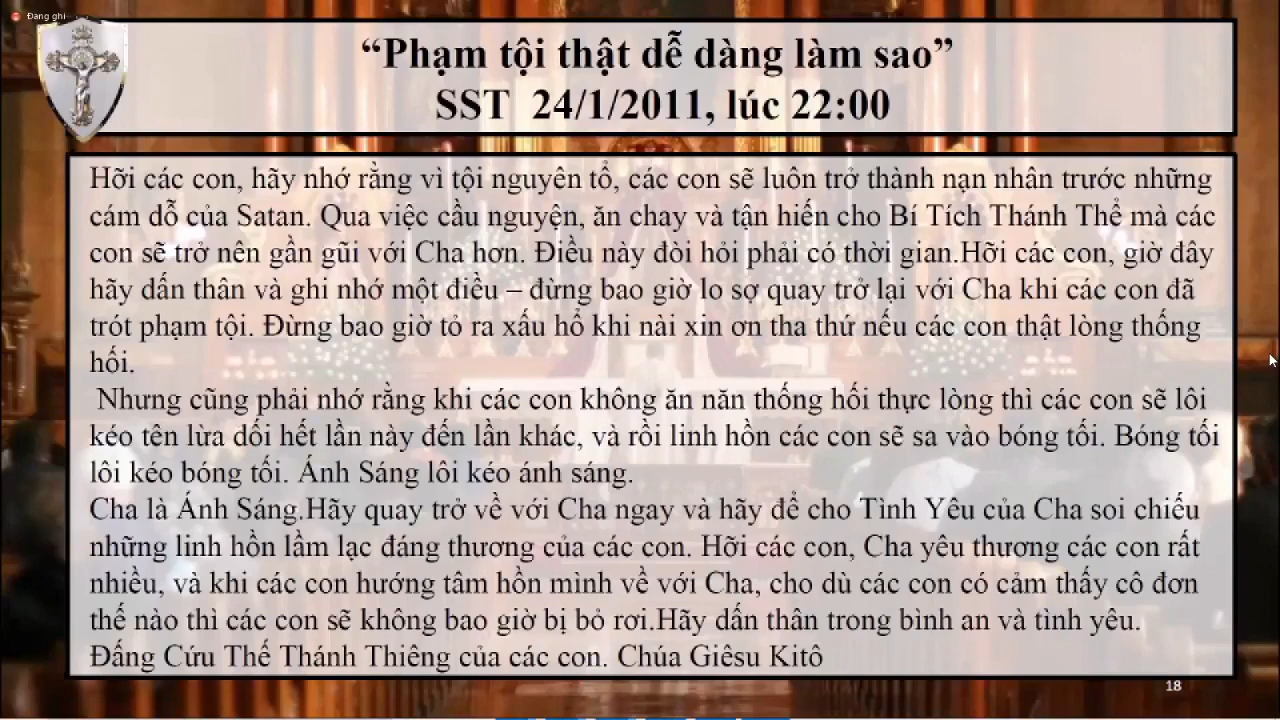 Đang ghi
“Phạm tội thật dễ dàng làm sao”
SST 24/1/2011, lúc 22:00
Hỡi các con, hãy nhớ rằng vì tội nguyên tổ, các con sẽ luôn trở thành nạn nhân trước những
cám dỗ của Satan. Qua việc cầu nguyện, ăn chay và tận hiến cho Bí Tích Thánh Thể mà các
con sẽ trở nên gần gũi với Cha hơn. Điều này đòi hỏi phải có thời gian.Hỡi các con, giờ đây
hãy dấn thân và ghi nhớ một điều – đừng bao giờ lo sợ quay trở lại với Cha khi các con đã
trót phạm tội. Đừng bao giờ tỏ ra xấu hổ khi nài xin ơn tha thứ nếu các con thật lòng thống
hối.
Nhưng cũng phải nhớ rằng khi các con không ăn năn thống hối thực lòng thì các con sẽ lôi
kéo tên lừa dối hết lần này đến lần khác, và rồi linh hồn các con sẽ sa vào bóng tối. Bóng tối
lôi kéo bóng tối. Ánh Sáng lôi kéo ánh sáng.
Cha là Ánh Sáng.Hãy quay trở về với Cha ngay và hãy để cho Tình Yêu của Cha soi chiếu
những linh hồn lầm lạc đáng thương của các con. Hỡi các con, Cha yêu thương các con rất
nhiều, và khi các con hướng tâm hồn mình về với Cha, cho dù các con có cảm thấy cô đơn
thế nào thì các con sẽ không bao giờ bị bỏ rơi.Hãy dấn thân trong bình an và tình yêu.
Đấng Cứu Thế Thánh Thiêng của các con. Chúa Giêsu Kitô
18